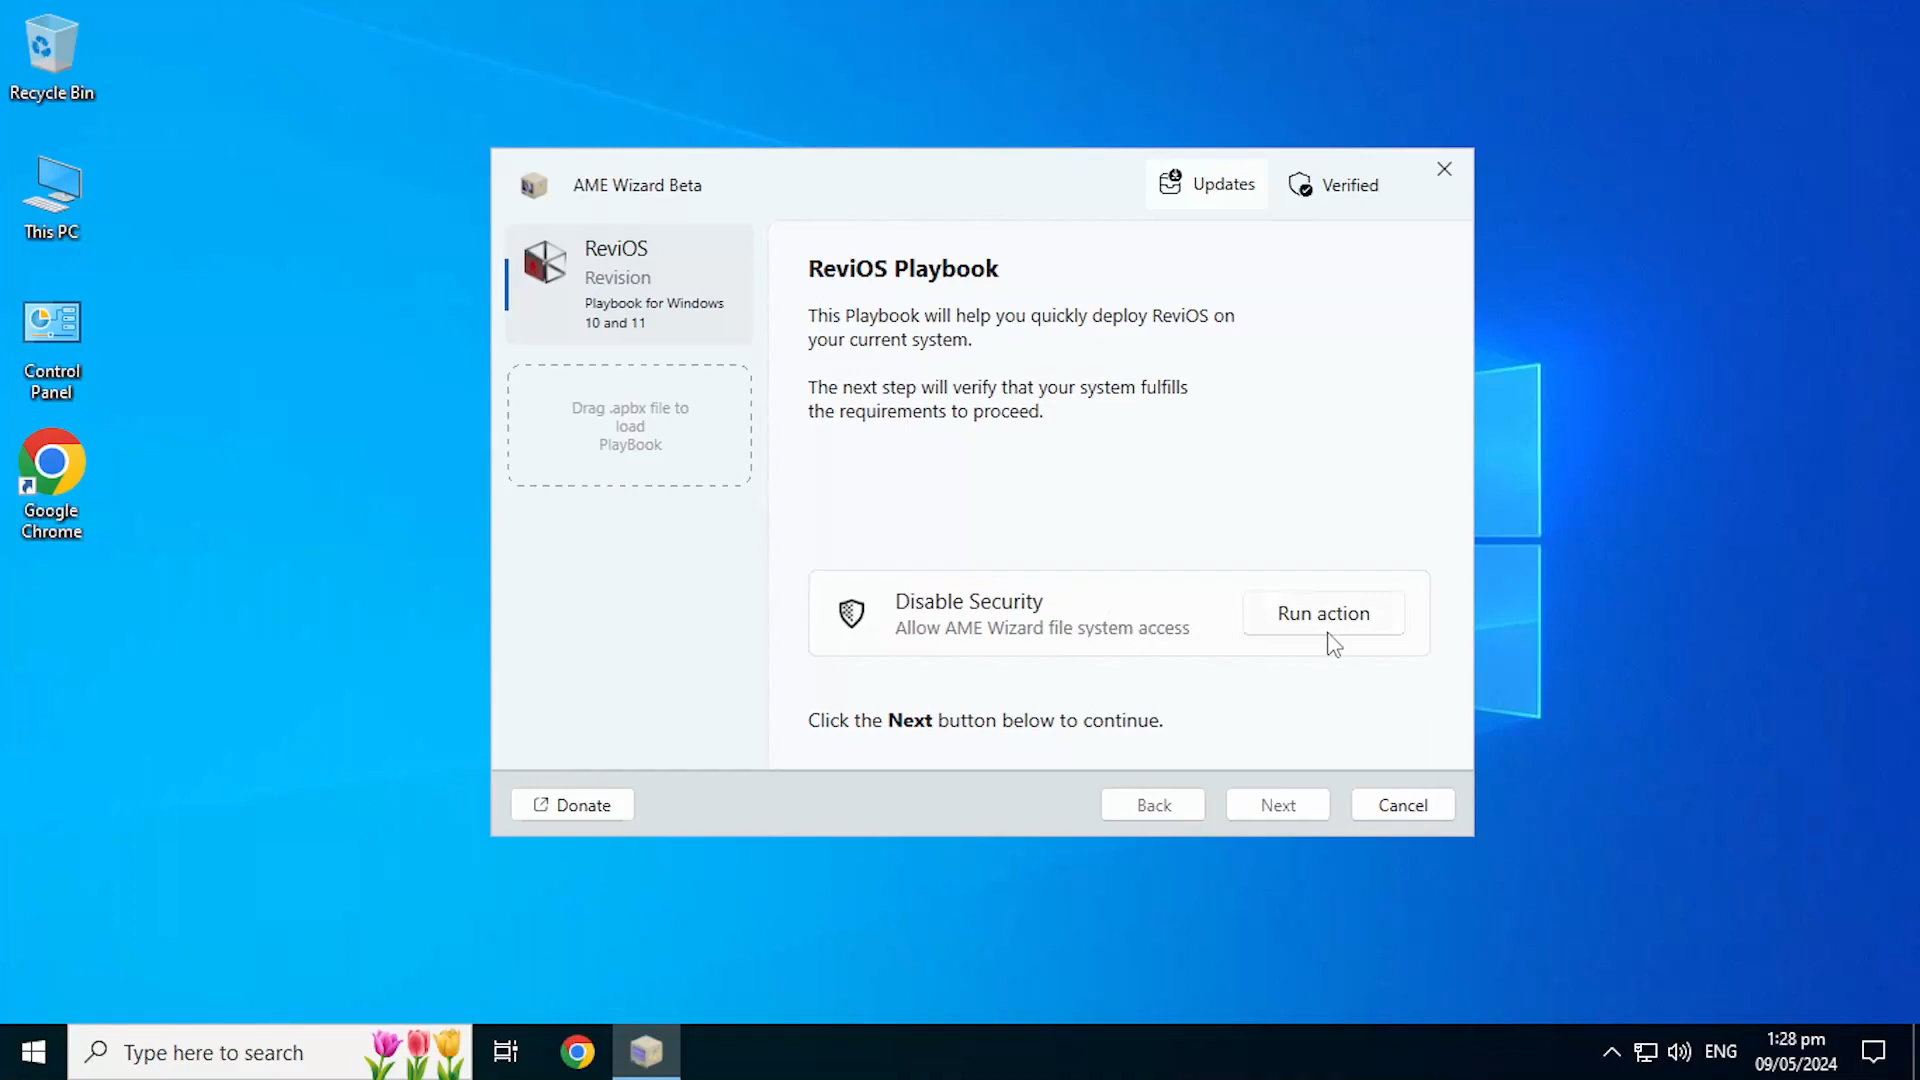 Recycle Bin
This PC
Control
Panel
Google
Chrome
AME Wizard Beta
Updates
Verified
ReviOS
Revision
Playbook for Windows
10 and 11
Drag .apbx file to
load
PlayBook
ReviOS Playbook
This Playbook will help you quickly deploy ReviOS on
your current system.
The next step will verify that your system fulfills
the requirements to proceed.
Disable Security
Allow AME Wizard file system access
Run action
Click the Next button below to continue.
Donate
Back
Next
Cancel
Type here to search
ENG
1:28 pm
09/05/2024